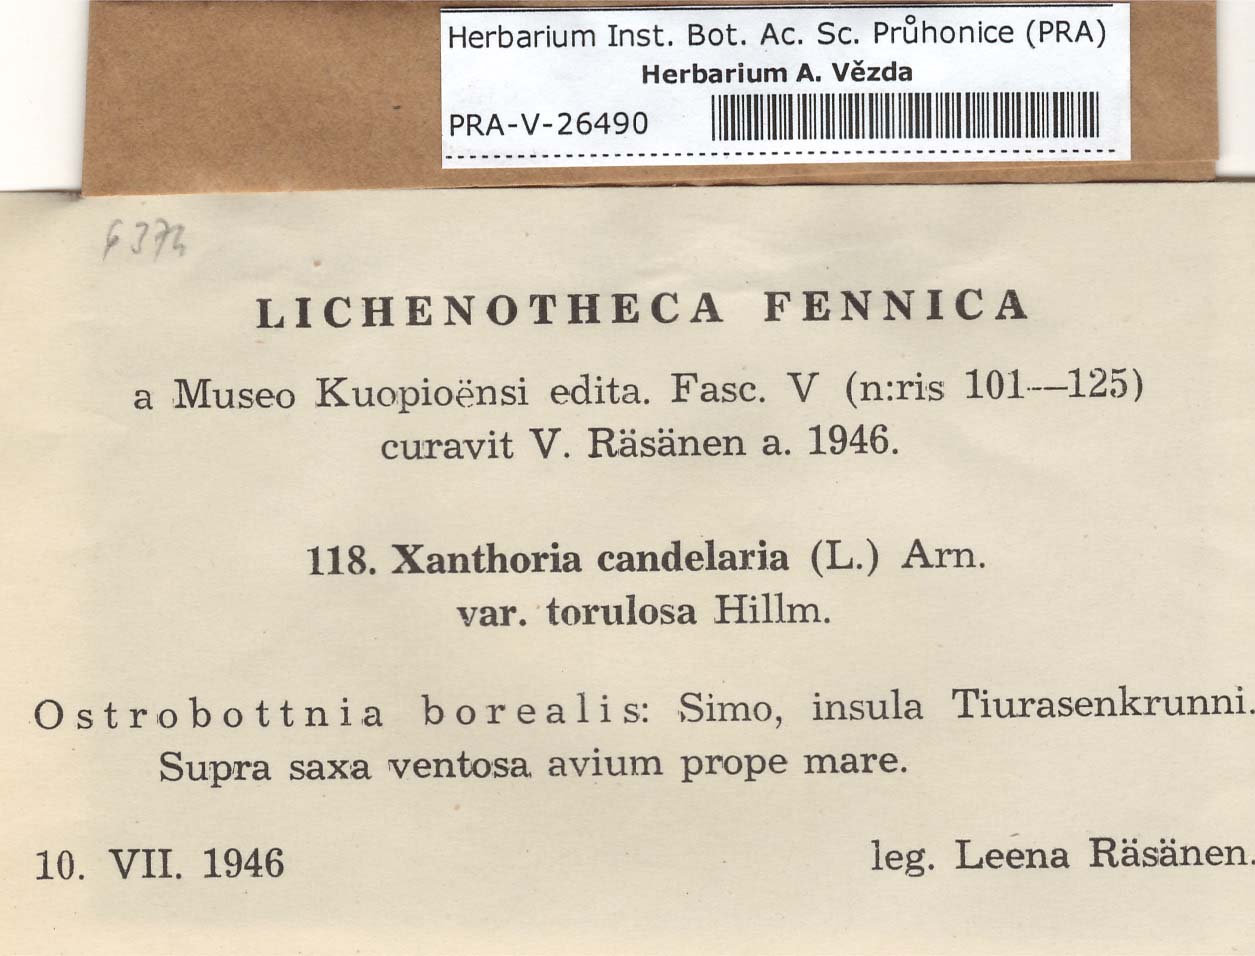 Herbarium Inst. Bot. Ac. Sc. Průhonice (PRA)
Herbarium A. Vězda
PRA-V-26490
LICHENOTHECA FENNICA
a Museo Kuopioënsi edita. Fasc. V (n:ris 101—125)
curavit V. Räsänen a. 1946.
118. Xanthoria candelaria (L.) Arn.
var. torulosa Hillm.
Ostrobottnia borealis: Simo, insula Tiurasenkrunni.
Supra saxa ventosa avium prope mare.
10. VII. 1946 leg. Leena Räsänen.